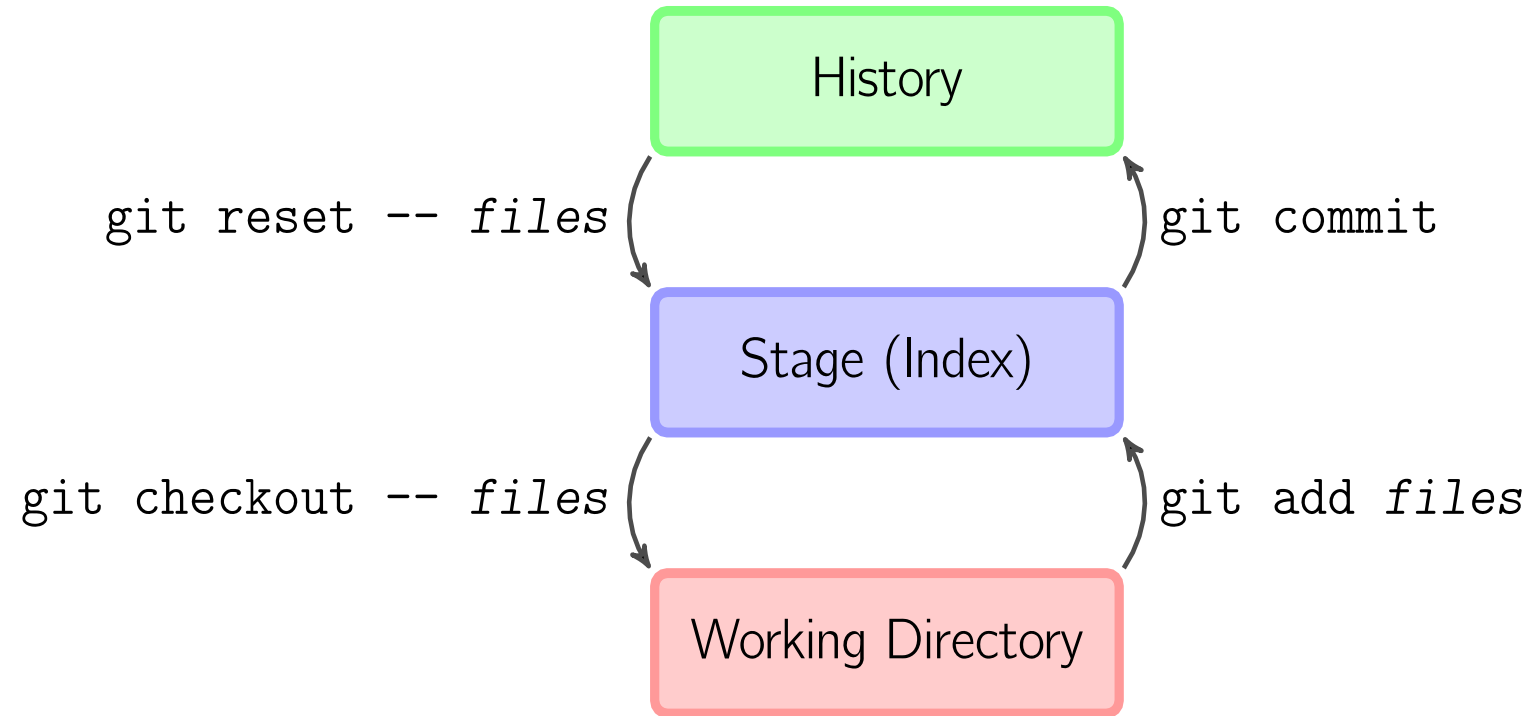 History
git reset -- files
git commit
Stage (Index)
git checkout -- files
git add files
Working Directory